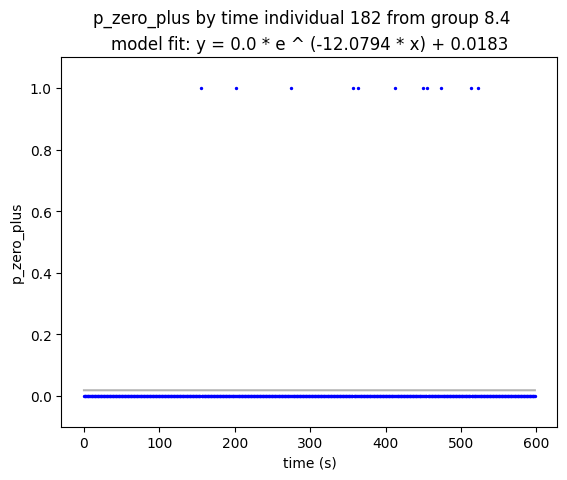 p_zero_plus by time individual 182 from group 8.4
model fit: y = 0.0 * e ^ (-12.0794 * x) + 0.0183
1.0
0.8
0.6
0.4
0.2
0.0
p_zero_plus
0 100 200 300 400 500 600
time (s)